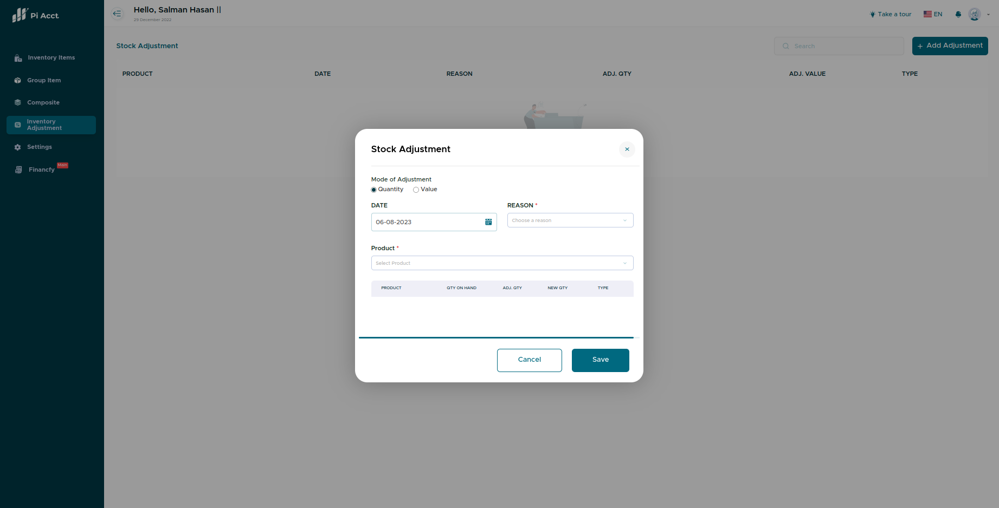 Pi Acct
Hello, Salman Hasan ||
29 December 2022
Take a tour
EN
Inventory Items
Group Item
Composite
Inventory
Adjustment
Settings
Financfy
Main
Stock Adjustment
Search
+ Add Adjustment
PRODUCT DATE REASON ADJ. QTY ADJ. VALUE TYPE
Stock Adjustment
×
Mode of Adjustment
Quantity Value
DATE REASON *
06-08-2023 Choose a reason
Product *
Select Product
PRODUCT QTY ON HAND ADJ. QTY NEW QTY TYPE
Cancel Save